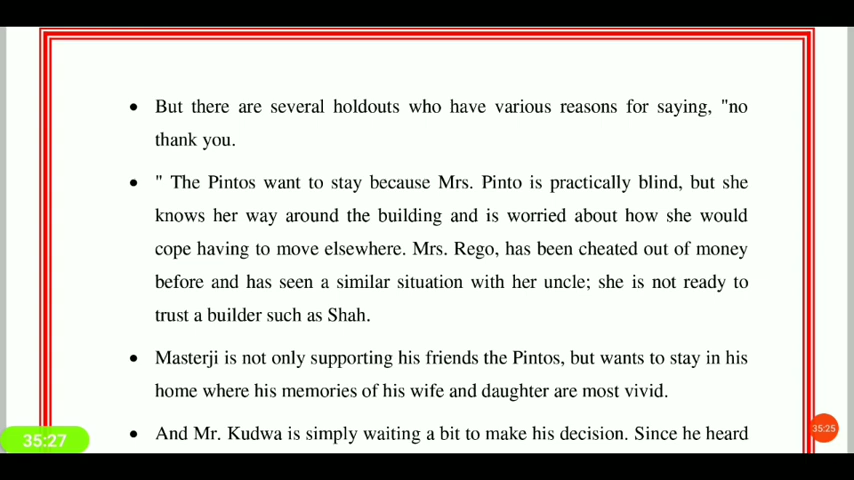 • But there are several holdouts who have various reasons for saying, "no
thank you.
• " The Pintos want to stay because Mrs. Pinto is practically blind, but she
knows her way around the building and is worried about how she would
cope having to move elsewhere. Mrs. Rego, has been cheated out of money
before and has seen a similar situation with her uncle; she is not ready to
trust a builder such as Shah.
• Masterji is not only supporting his friends the Pintos, but wants to stay in his
home where his memories of his wife and daughter are most vivid.
• And Mr. Kudwa is simply waiting a bit to make his decision. Since he heard
35:27
35:25